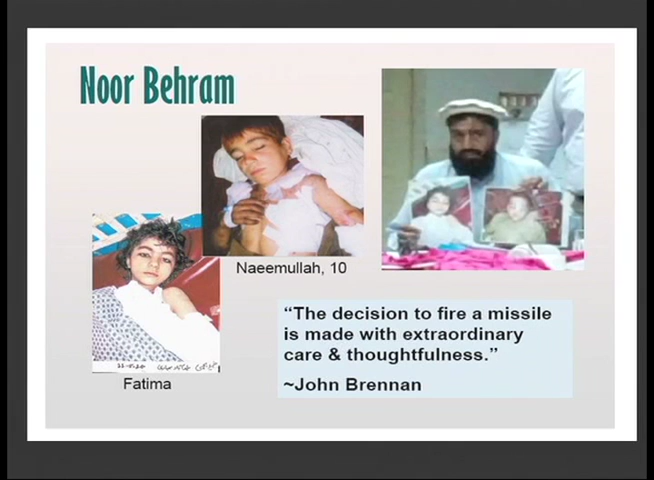 Noor Behram
Naeemullah, 10
Fatima
“The decision to fire a missile
is made with extraordinary
care & thoughtfulness.”
~John Brennan